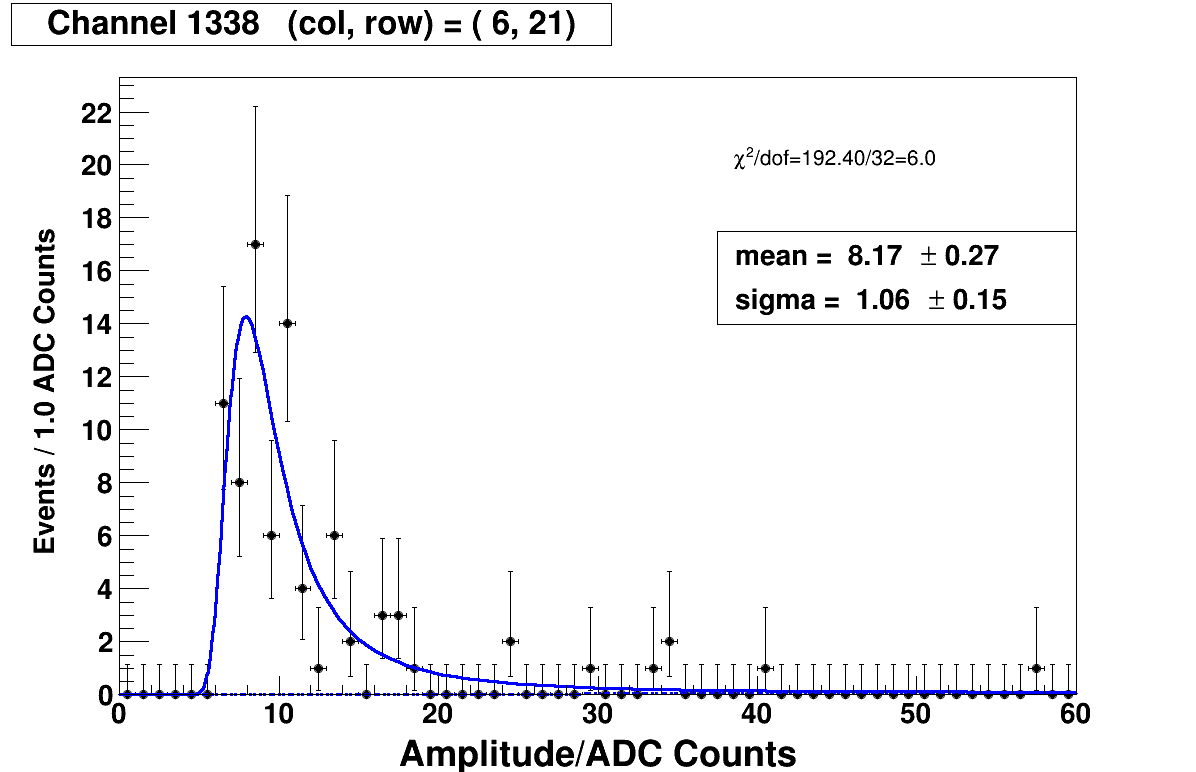 Channel 1338 (col, row) = ( 6, 21)
χ²/dof=192.40/32=6.0
mean = 8.17 ± 0.27
sigma = 1.06 ± 0.15
Events / 1.0 ADC Counts
22
20
18
16
14
12
10
8
6
4
2
0
0 10 20 30 40 50 60
Amplitude/ADC Counts